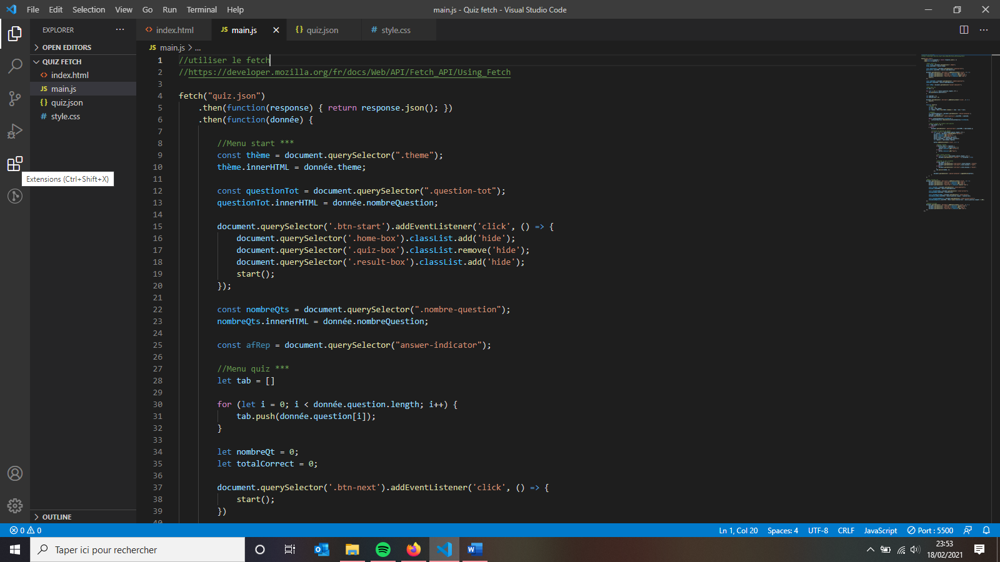 File Edit Selection View Go Run Terminal Help
main.js - Quiz fetch - Visual Studio Code
EXPLORER
OPEN EDITORS
QUIZ FETCH
<> index.html
JS main.js
{} quiz.json
# style.css
Extensions (Ctrl+Shift+X)
OUTLINE
<> index.html
JS main.js
{} quiz.json
# style.css
JS main.js > ...
1 //utiliser le fetch
2 //https://developer.mozilla.org/fr/docs/Web/API/Fetch_API/Using_Fetch
3
4 fetch("quiz.json")
5 .then(function(response) { return response.json(); })
6 .then(function(donnée) {
7
8 //Menu start ***
9 const thème = document.querySelector(".theme");
10 thème.innerHTML = donnée.theme;
11
12 const questionTot = document.querySelector(".question-tot");
13 questionTot.innerHTML = donnée.nombreQuestion;
14
15 document.querySelector('.btn-start').addEventListener('click', () => {
16 document.querySelector('.home-box').classList.add('hide');
17 document.querySelector('.quiz-box').classList.remove('hide');
18 document.querySelector('.result-box').classList.add('hide');
19 start();
20 });
21
22 const nombreQts = document.querySelector(".nombre-question");
23 nombreQts.innerHTML = donnée.nombreQuestion;
24
25 const afRep = document.querySelector("answer-indicator");
26
27 //Menu quiz ***
28 let tab = []
29
30 for (let i = 0; i < donnée.question.length; i++) {
31 tab.push(donnée.question[i]);
32 }
33
34 let nombreQt = 0;
35 let totalCorrect = 0;
36
37 document.querySelector('.btn-next').addEventListener('click', () => {
38 start();
39 })
40
0 0
Ln 1, Col 20 Spaces: 4 UTF-8 CRLF JavaScript Port : 5500
Taper ici pour rechercher
23:53
18/02/2021